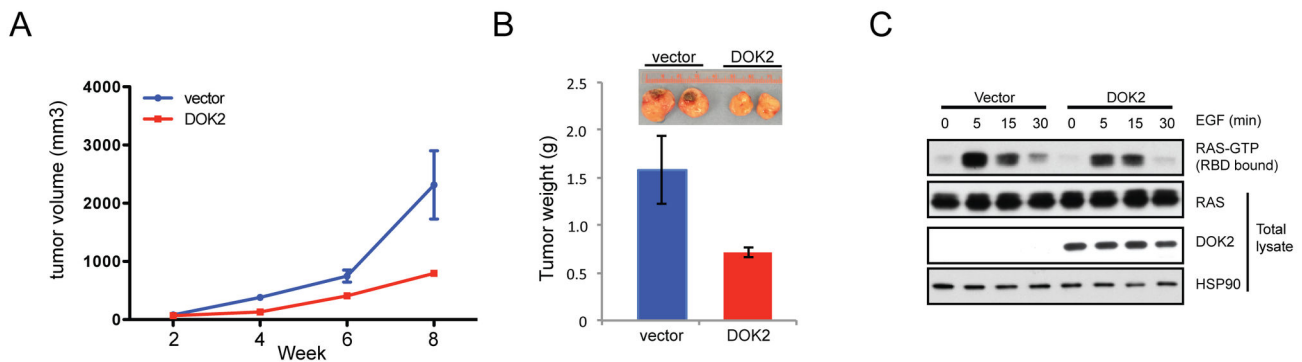 A
tumor volume (mm3)
4000
3000
2000
1000
0
vector
DOK2
2 4 6 8
Week
B
vector DOK2
Tumor weight (g)
2.5
2.0
1.5
1.0
0.5
0
vector DOK2
C
Vector DOK2
0 5 15 30 0 5 15 30 EGF (min)
RAS-GTP
(RBD bound)
RAS
DOK2
HSP90
Total
lysate